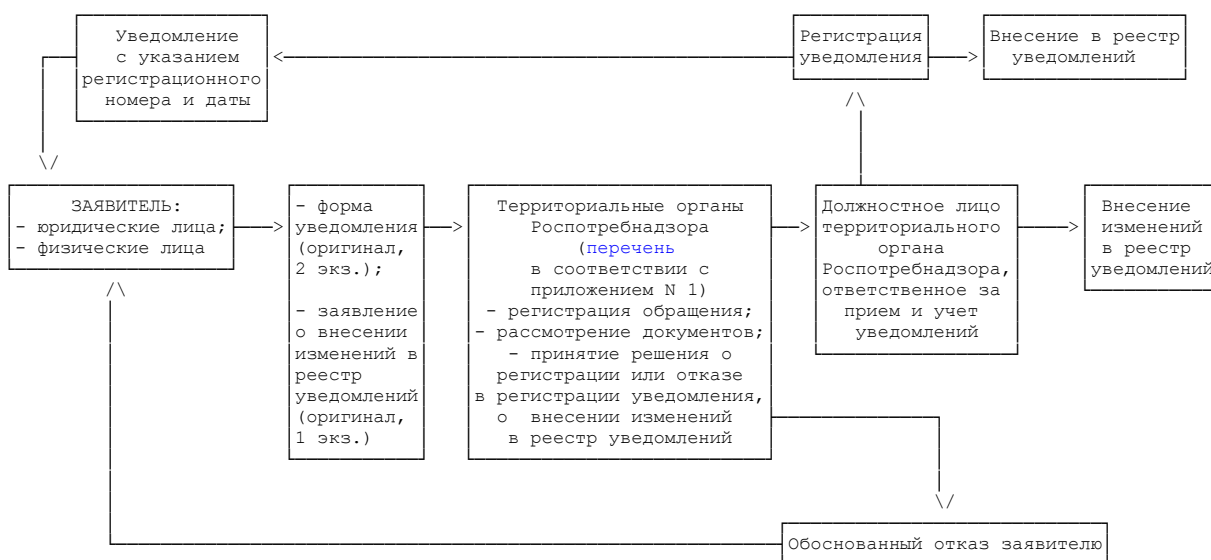 Уведомление
с указанием
регистрационного
номера и даты
Регистрация
уведомления
Внесение в реестр
уведомлений
ЗАЯВИТЕЛЬ:
- юридические лица;
- физические лица
- форма
уведомления
(оригинал,
2 экз.);
- заявление
о внесении
изменений в
реестр
уведомлений
(оригинал,
1 экз.)
Территориальные органы
Роспотребнадзора
(перечень
в соответствии с
приложением N 1)
- регистрация обращения;
- рассмотрение документов;
- принятие решения о
регистрации или отказе
в регистрации уведомления,
о внесении изменений
в реестр уведомлений
Должностное лицо
территориального
органа
Роспотребнадзора,
ответственное за
прием и учет
уведомлений
Внесение
изменений
в реестр
уведомлений
Обоснованный отказ заявителю